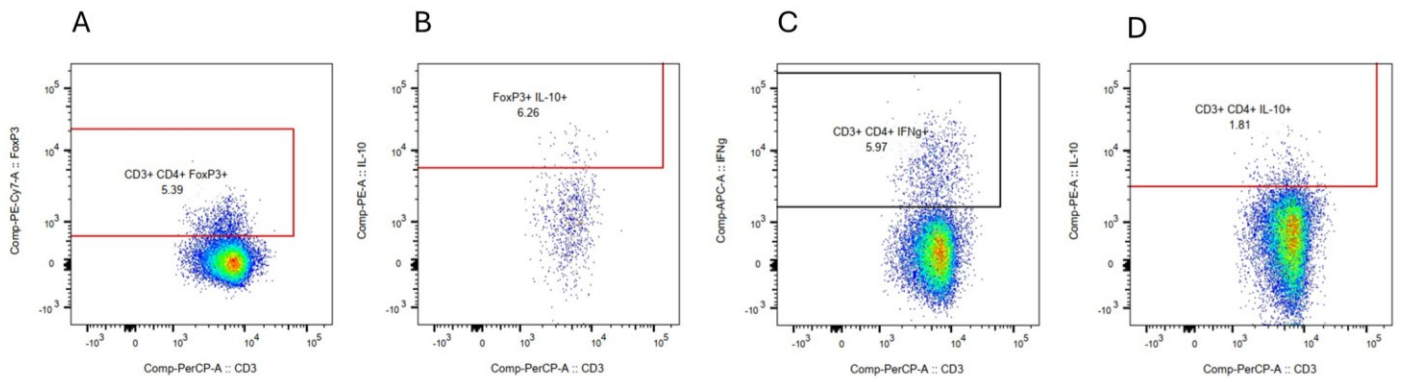 A
B
C
D
10^5
10^4
10^3
0
-10^3
Comp-PE-Cy7-A :: FoxP3
CD3+ CD4+ FoxP3+
5.39
-10^3
0
10^3
10^4
10^5
Comp-PerCP-A :: CD3
10^5
10^4
10^3
0
-10^3
Comp-PE-A :: IL-10
FoxP3+ IL-10+
6.26
-10^3
0
10^3
10^4
10^5
Comp-PerCP-A :: CD3
10^5
10^4
10^3
0
-10^3
Comp-APC-A :: IFNg
CD3+ CD4+ IFNg+
5.97
-10^3
0
10^3
10^4
10^5
Comp-PerCP-A :: CD3
10^5
10^4
10^3
0
-10^3
Comp-PE-A :: IL-10
CD3+ CD4+ IL-10+
1.81
-10^3
0
10^3
10^4
10^5
Comp-PerCP-A :: CD3